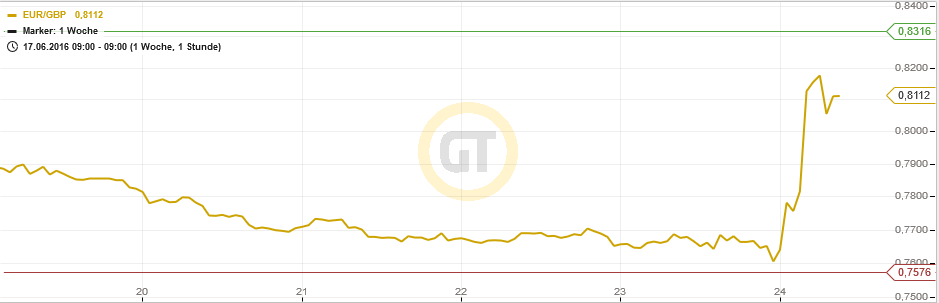 EUR/GBP 0,8112
Marker: 1 Woche
17.06.2016 09:00 - 09:00 (1 Woche, 1 Stunde)
GT
0,8400
0,8316
0,8200
0,8112
0,8000
0,7900
0,7800
0,7700
0,7600
0,7576
0,7500
20 21 22 23 24